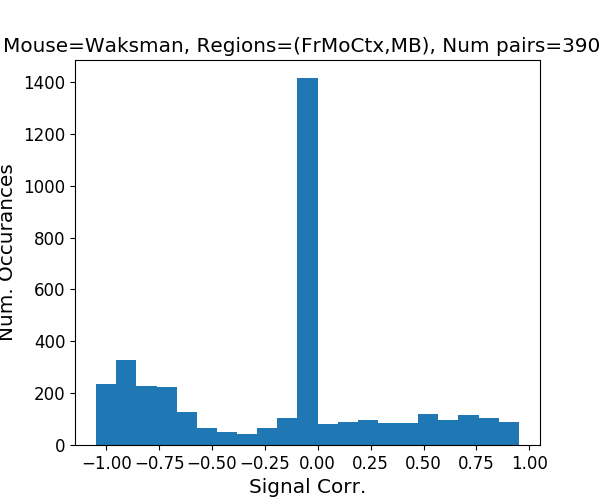 Mouse=Waksman, Regions=(FrMoCtx,MB), Num pairs=390
1400
1200
1000
800
600
400
200
0
Num. Occurances
−1.00 −0.75 −0.50 −0.25 0.00 0.25 0.50 0.75 1.00
Signal Corr.